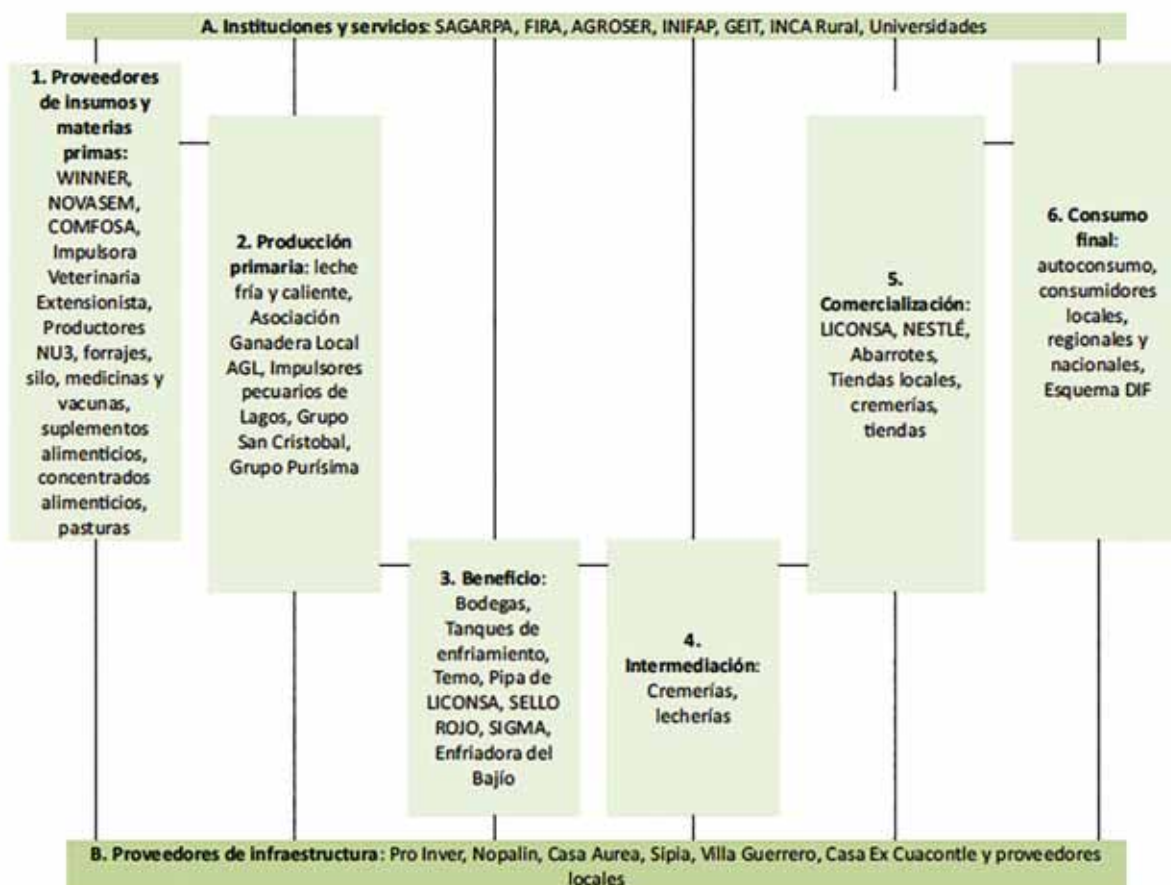 A. Instituciones y servicios: SAGARPA, FIRA, AGROSER, INIFAP, GEIT, INCA Rural, Universidades
1. Proveedores
de insumos y
materias
primas:
WINNER,
NOVASEM,
COMFOSA,
Impulsora
Veterinaria
Extensionista,
Productores
NU3, forrajes,
silo, medicinas y
vacunas,
suplementos
alimenticios,
concentrados
alimenticios,
pasturas
2. Producción
primaria: leche
fría y caliente,
Asociación
Ganadera Local
AGL, Impulsores
pecuarios de
Lagos, Grupo
San Cristobal,
Grupo Purísima
3. Beneficio:
Bodegas,
Tanques de
enfriamiento,
Temo, Pipa de
LICONSA, SELLO
ROJO, SIGMA,
Enfriadora del
Bajío
4.
Intermediación:
Cremerías,
lecherías
5.
Comercialización:
LICONSA, NESTLÉ,
Abarrotes,
Tiendas locales,
cremerías,
tiendas
6. Consumo
final:
autoconsumo,
consumidores
locales,
regionales y
nacionales,
Esquema DIF
B. Proveedores de infraestructura: Pro Inver, Nopalin, Casa Aurea, Sipia, Villa Guerrero, Casa Ex Cuacontle y proveedores
locales